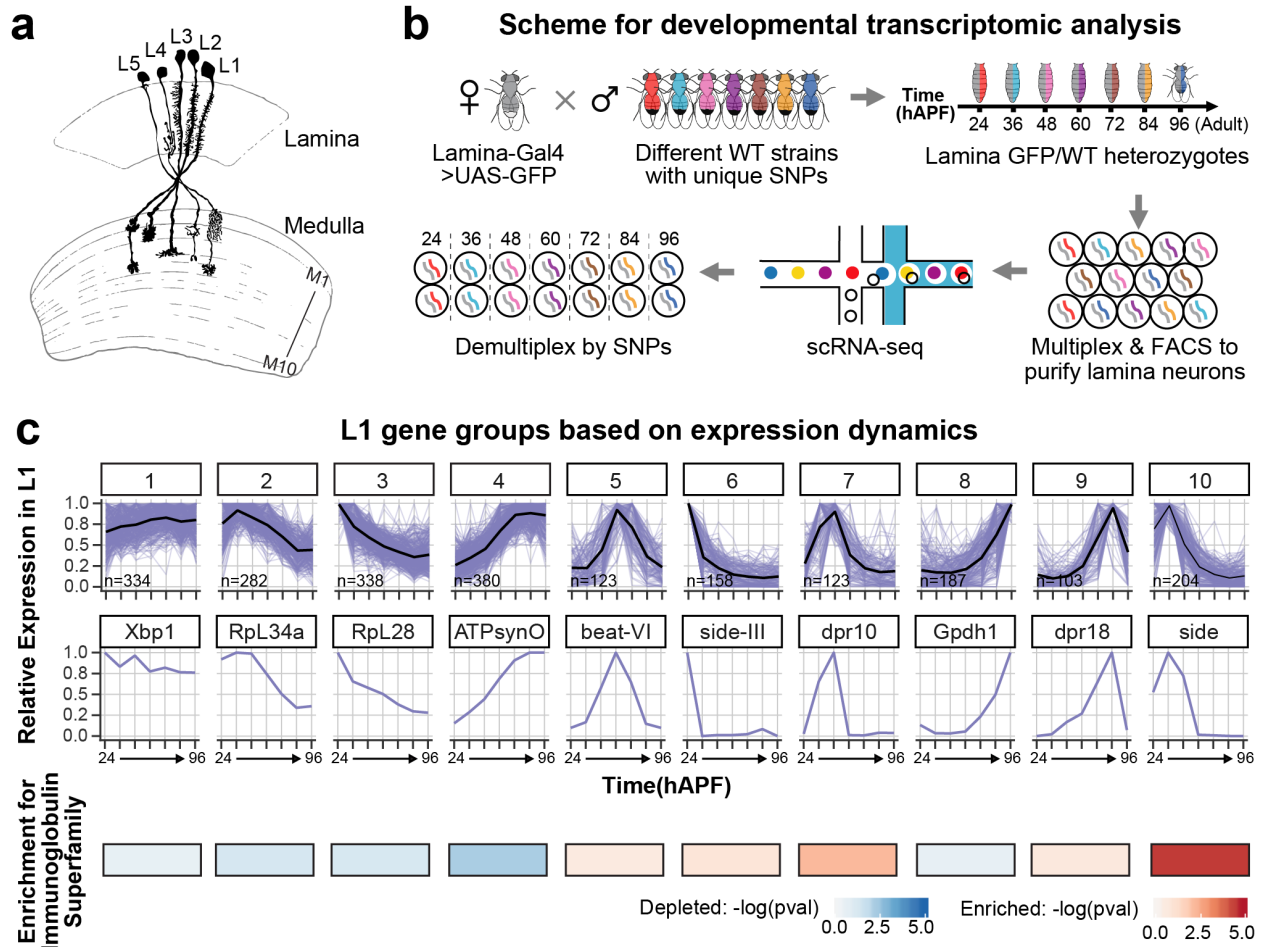 a
L5 L4 L3 L2 L1
Lamina
Medulla
M1
M10
b
Scheme for developmental transcriptomic analysis
♀ × ♂
Lamina-Gal4
>UAS-GFP
Different WT strains
with unique SNPs
Time
(hAPF)
24 36 48 60 72 84 96 (Adult)
Lamina GFP/WT heterozygotes
24 36 48 60 72 84 96
Demultiplex by SNPs
scRNA-seq
Multiplex & FACS to
purify lamina neurons
c
L1 gene groups based on expression dynamics
Relative Expression in L1
1 2 3 4 5 6 7 8 9 10
1.0
0.8
0.5
0.2
0.0
n=334 n=282 n=338 n=380 n=123 n=158 n=123 n=187 n=103 n=204
Xbp1 RpL34a RpL28 ATPsynO beat-VI side-III dpr10 Gpdh1 dpr18 side
1.0
0.8
0.5
0.2
0.0
24 96 24 96 24 96 24 96 24 96 24 96 24 96 24 96 24 96 24 96
Time(hAPF)
Enrichment for
Immunoglobulin
Superfamily
Depleted: -log(pval)
0.0 2.5 5.0
Enriched: -log(pval)
0.0 2.5 5.0